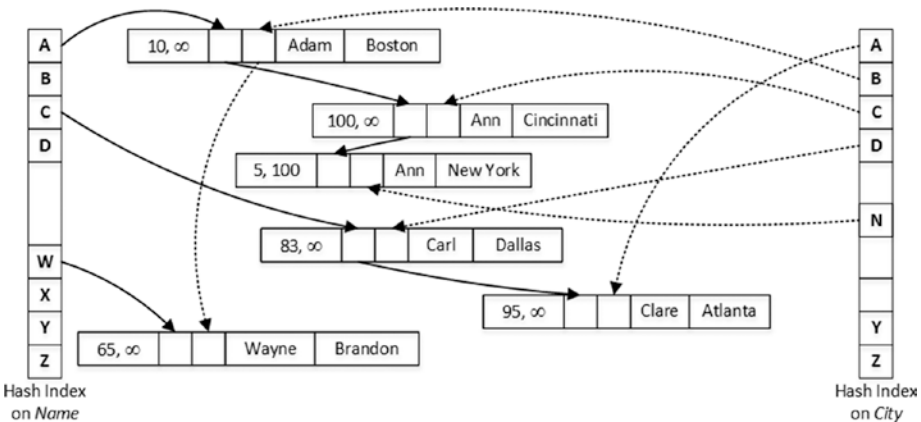 A
B
C
D
W
X
Y
Z
Hash Index
on Name
10, ∞ Adam Boston
100, ∞ Ann Cincinnati
5, 100 Ann New York
83, ∞ Carl Dallas
95, ∞ Clare Atlanta
65, ∞ Wayne Brandon
A
B
C
D
N
Y
Z
Hash Index
on City